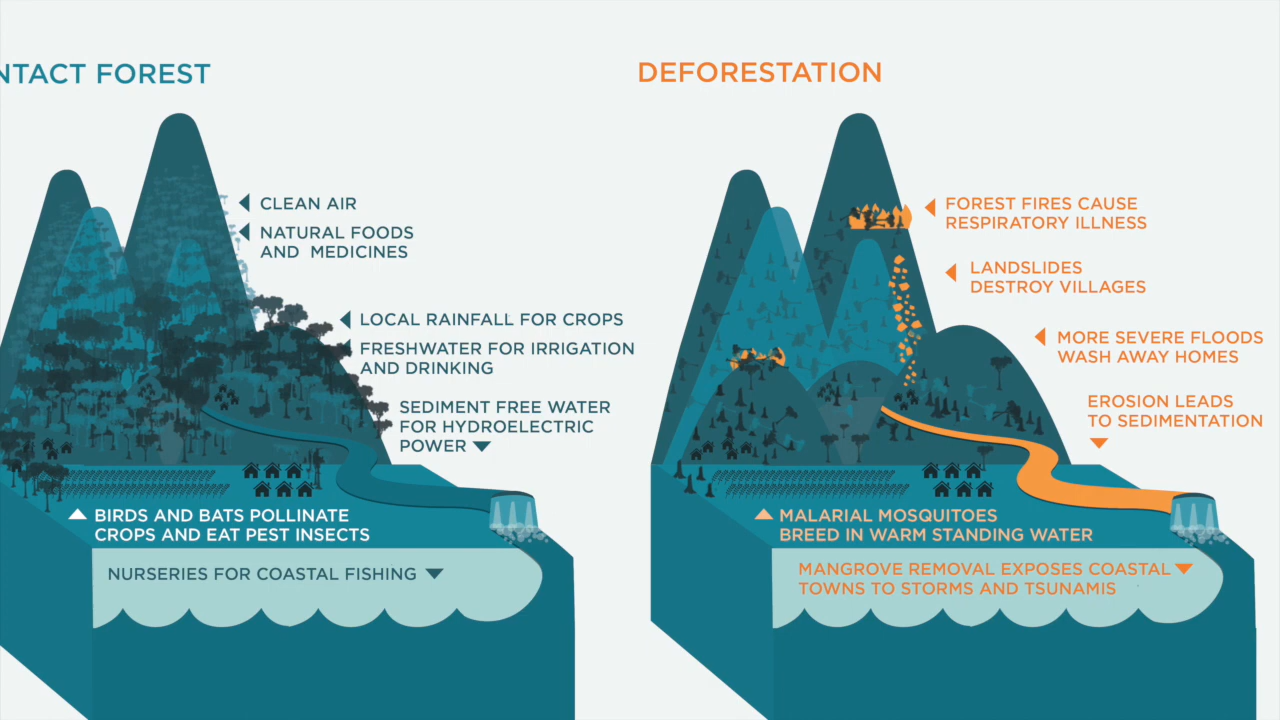 NTACT FOREST
CLEAN AIR
NATURAL FOODS
AND MEDICINES
LOCAL RAINFALL FOR CROPS
FRESHWATER FOR IRRIGATION
AND DRINKING
SEDIMENT FREE WATER
FOR HYDROELECTRIC
POWER
BIRDS AND BATS POLLINATE
CROPS AND EAT PEST INSECTS
NURSERIES FOR COASTAL FISHING
DEFORESTATION
FOREST FIRES CAUSE
RESPIRATORY ILLNESS
LANDSLIDES
DESTROY VILLAGES
MORE SEVERE FLOODS
WASH AWAY HOMES
EROSION LEADS
TO SEDIMENTATION
MALARIAL MOSQUITOES
BREED IN WARM STANDING WATER
MANGROVE REMOVAL EXPOSES COASTAL
TOWNS TO STORMS AND TSUNAMIS